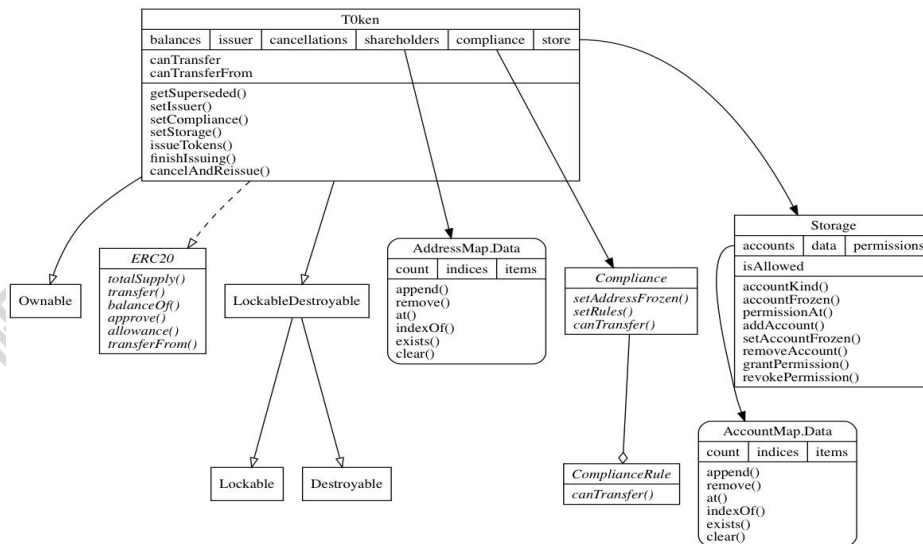 T0ken
balances issuer cancellations shareholders compliance store
canTransfer
canTransferFrom
getSuperseded()
setIssuer()
setCompliance()
setStorage()
issueTokens()
finishIssuing()
cancelAndReissue()
Ownable
ERC20
totalSupply()
transfer()
balanceOf()
approve()
allowance()
transferFrom()
LockableDestroyable
AddressMap.Data
count indices items
append()
remove()
at()
indexOf()
exists()
clear()
Compliance
setAddressFrozen()
setRules()
canTransfer()
Storage
accounts data permissions
isAllowed
accountKind()
accountFrozen()
permissionAt()
addAccount()
setAccountFrozen()
removeAccount()
grantPermission()
revokePermission()
Lockable
Destroyable
ComplianceRule
canTransfer()
AccountMap.Data
count indices items
append()
remove()
at()
indexOf()
exists()
clear()